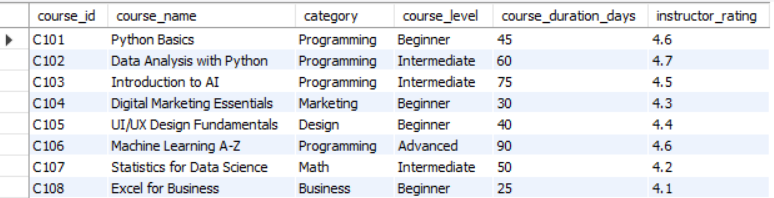 course_id course_name category course_level course_duration_days instructor_rating
C101 Python Basics Programming Beginner 45 4.6
C102 Data Analysis with Python Programming Intermediate 60 4.7
C103 Introduction to AI Programming Intermediate 75 4.5
C104 Digital Marketing Essentials Marketing Beginner 30 4.3
C105 UI/UX Design Fundamentals Design Beginner 40 4.4
C106 Machine Learning A-Z Programming Advanced 90 4.6
C107 Statistics for Data Science Math Intermediate 50 4.2
C108 Excel for Business Business Beginner 25 4.1